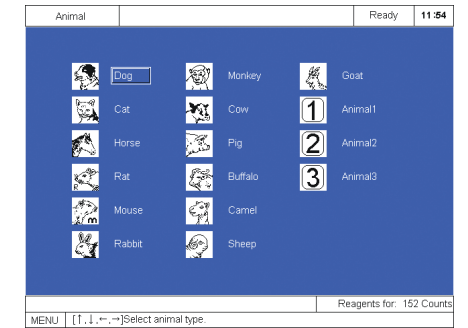 Animal Ready 11:54
Dog Monkey Goat
Cat Cow 1 Animal1
Horse Pig 2 Animal2
R Rat Buffalo 3 Animal3
m Mouse Camel
Rabbit Sheep
Reagents for: 152 Counts
MENU [↑,↓,←,→]Select animal type.